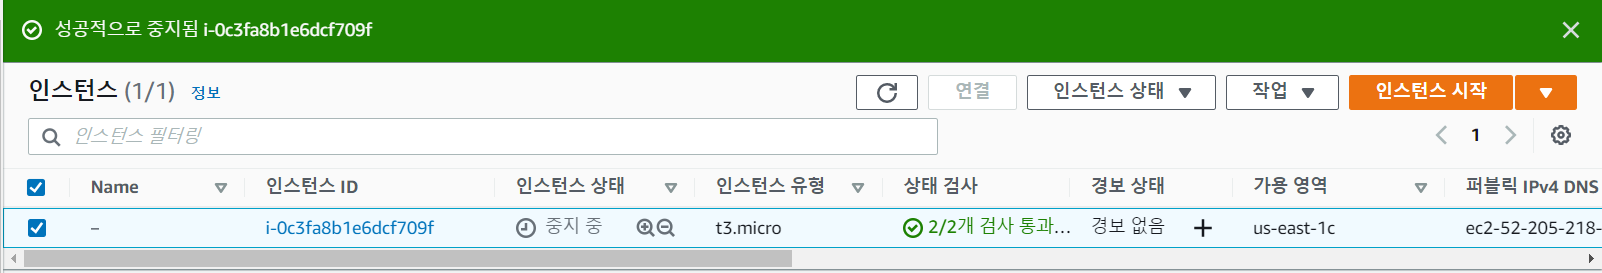 성공적으로 중지됨 i-0c3fa8b1e6dcf709f
인스턴스 (1/1) 정보 연결 인스턴스 상태 작업 인스턴스 시작
인스턴스 필터링 1
Name 인스턴스 ID 인스턴스 상태 인스턴스 유형 상태 검사 경보 상태 가용 영역 퍼블릭 IPv4 DNS
– i-0c3fa8b1e6dcf709f 중지 중 t3.micro 2/2개 검사 통과... 경보 없음 + us-east-1c ec2-52-205-218-